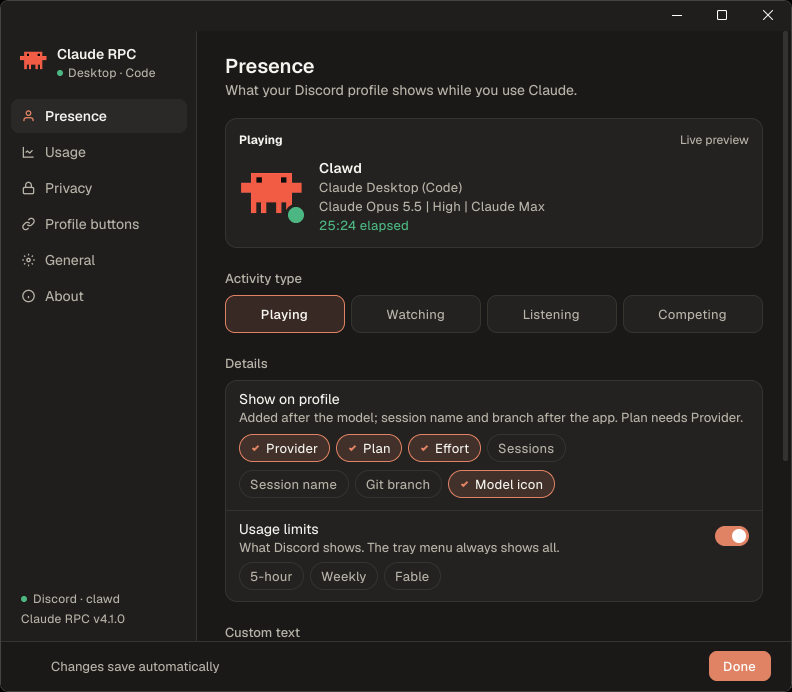 Claude RPC
Desktop · Code
Presence
Usage
Privacy
Profile buttons
General
About
Discord · clawd
Claude RPC v4.1.0
Presence
What your Discord profile shows while you use Claude.
Playing
Live preview
Clawd
Claude Desktop (Code)
Claude Opus 5.5 | High | Claude Max
25:24 elapsed
Activity type
Playing
Watching
Listening
Competing
Details
Show on profile
Added after the model; session name and branch after the app. Plan needs Provider.
Provider
Plan
Effort
Sessions
Session name
Git branch
Model icon
Usage limits
What Discord shows. The tray menu always shows all.
5-hour
Weekly
Fable
Custom text
Changes save automatically
Done